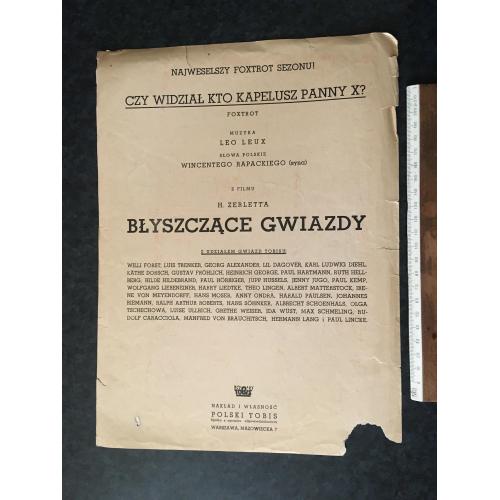 NAJWESELSZY FOXTROT SEZONU!
CZY WIDZIAŁ KTO KAPELUSZ PANNY X?
FOXTROT
MUZYKA
LEO LEUX
SŁOWA POLSKIE
WINCENTEGO RAPACKIEGO (syna)
Z FILMU
H. ZERLETTA
BŁYSZCZĄCE GWIAZDY
Z UDZIAŁEM GWIAZD TOBISU
WILLI FORST, LUIS TRENKER, GEORG ALEXANDER, LIL DAGOVER, KARL LUDWIG DIEHL,
KÄTHE DORSCH, GUSTAV FRÖHLICH, HEINRICH GEORGE, PAUL HARTMANN, RUTH HELL-
BERG, HILDE HILDEBRAND, PAUL HÖRBIGER, JUPP HUSSELS, JENNY JUGO, PAUL KEMP,
WOLFGANG LIEBENEINER, HARRY LIEDTKE, THEO LINGEN, ALBERT MATTERSTOCK, IRE-
NE VON MEYENDORFF, HANS MOSER, ANNY ONDRA, HARALD PAULSEN, JOHANNES
RIEMANN, RALPH ARTHUR ROBERTS, HANS SÖHNKER, ALBRECHT SCHOENHALS, OLGA
TSCHECHOWA, LUISE ULLRICH, GRETHE WEISER, IDA WÜST, MAX SCHMELING, RU-
DOLF CARACCIOLA, MANFRED VON BRAUCHITSCH, HERMANN LANG i PAUL LINCKE.
TOBIS
NAKŁAD I WŁASNOŚĆ
POLSKI TOBIS
Spółka z ograniczoną odpowiedzialnością
WARSZAWA, MAZOWIECKA 7